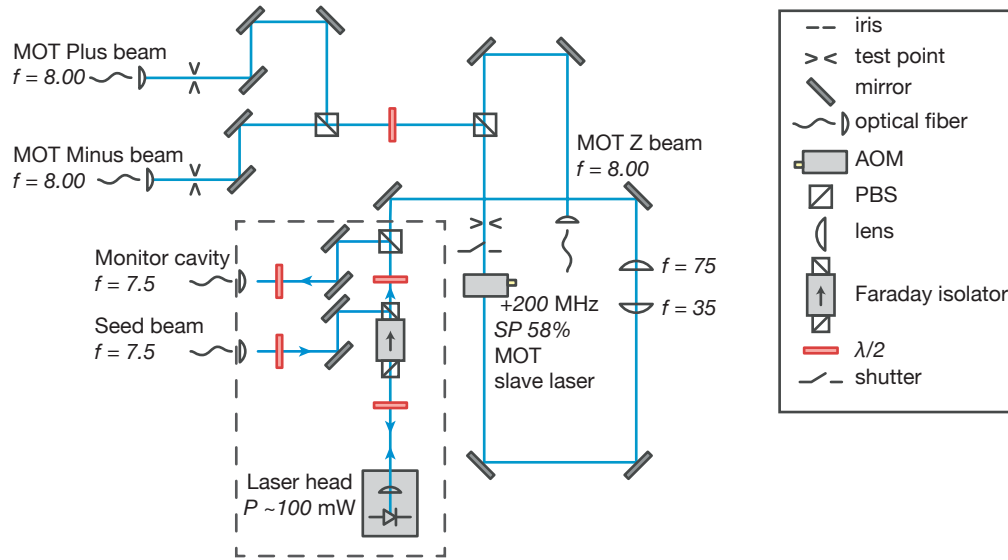 MOT Plus beam
f = 8.00
MOT Minus beam
f = 8.00
MOT Z beam
f = 8.00
Monitor cavity
f = 7.5
Seed beam
f = 7.5
f = 75
f = 35
+200 MHz
SP 58%
MOT
slave laser
Laser head
P ~100 mW
iris
test point
mirror
optical fiber
AOM
PBS
lens
Faraday isolator
λ/2
shutter